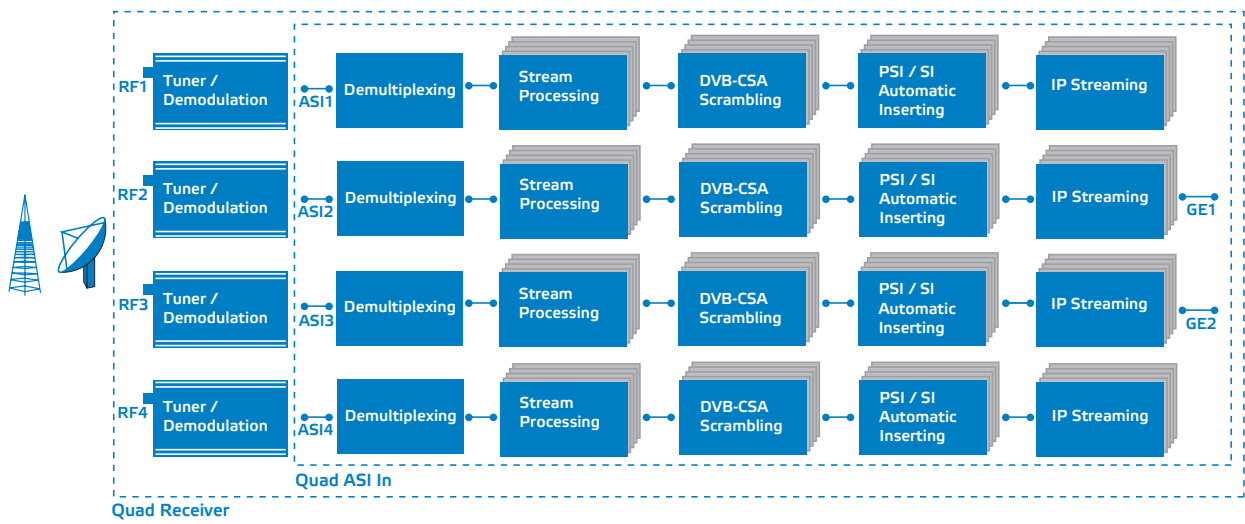 RF1
Tuner /
Demodulation
ASI1
Demultiplexing
Stream
Processing
DVB-CSA
Scrambling
PSI / SI
Automatic
Inserting
IP Streaming
RF2
Tuner /
Demodulation
ASI2
Demultiplexing
Stream
Processing
DVB-CSA
Scrambling
PSI / SI
Automatic
Inserting
IP Streaming
GE1
RF3
Tuner /
Demodulation
ASI3
Demultiplexing
Stream
Processing
DVB-CSA
Scrambling
PSI / SI
Automatic
Inserting
IP Streaming
GE2
RF4
Tuner /
Demodulation
ASI4
Demultiplexing
Stream
Processing
DVB-CSA
Scrambling
PSI / SI
Automatic
Inserting
IP Streaming
Quad ASI In
Quad Receiver